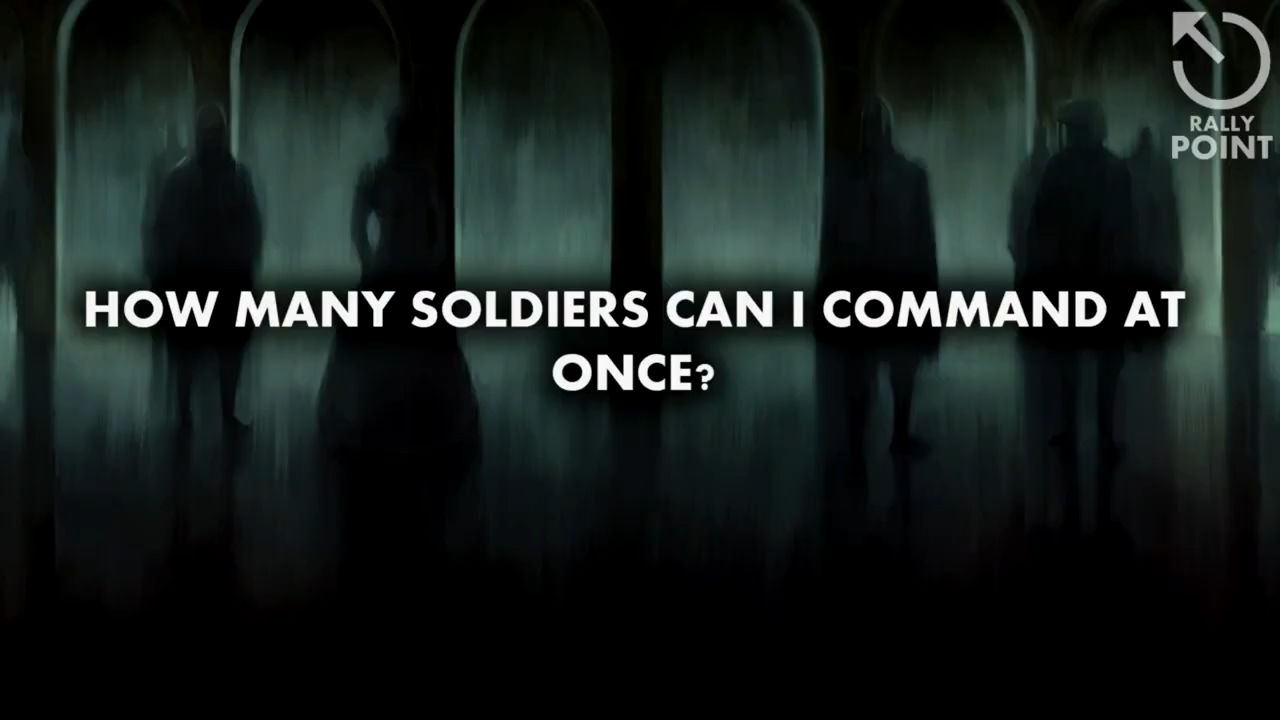 RALLY
POINT
HOW MANY SOLDIERS CAN I COMMAND AT
ONCE?